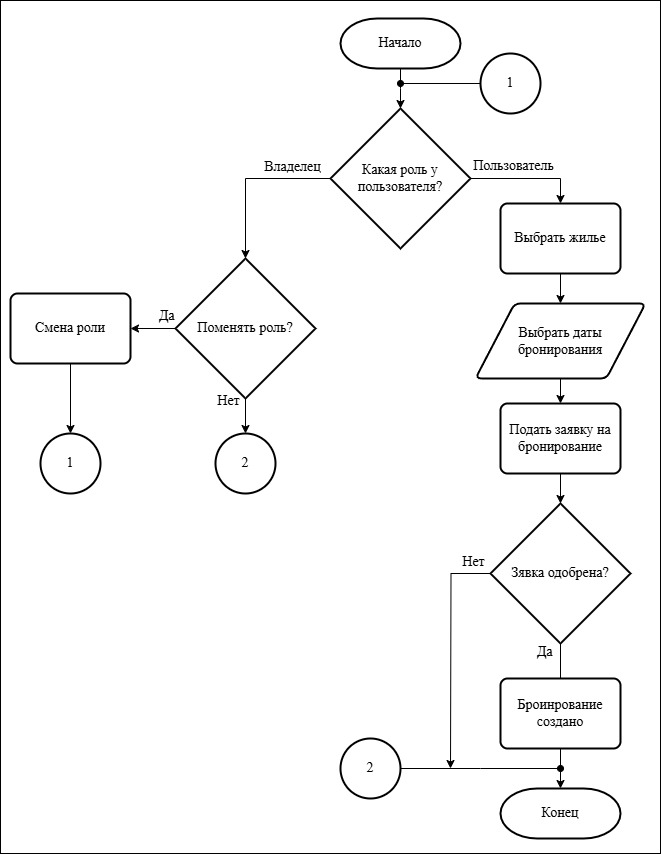 Начало
1
Какая роль у
пользователя?
Владелец
Пользователь
Выбрать жилье
Поменять роль?
Да
Смена роли
Нет
1
2
Выбрать даты
бронирования
Подать заявку на
бронирование
Зявка одобрена?
Нет
Да
Броинрование
создано
2
Конец